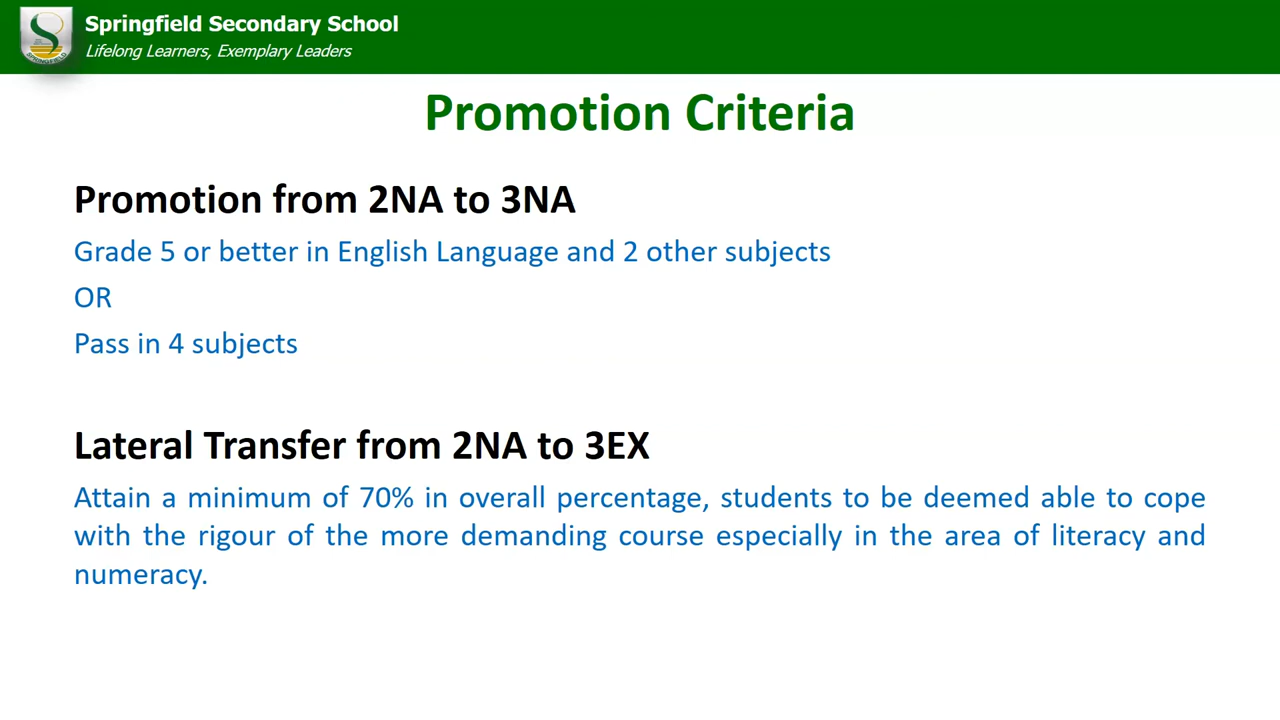 Springfield Secondary School
Lifelong Learners, Exemplary Leaders
SPRINGFIELD
Promotion Criteria
Promotion from 2NA to 3NA
Grade 5 or better in English Language and 2 other subjects
OR
Pass in 4 subjects
Lateral Transfer from 2NA to 3EX
Attain a minimum of 70% in overall percentage, students to be deemed able to cope
with the rigour of the more demanding course especially in the area of literacy and
numeracy.